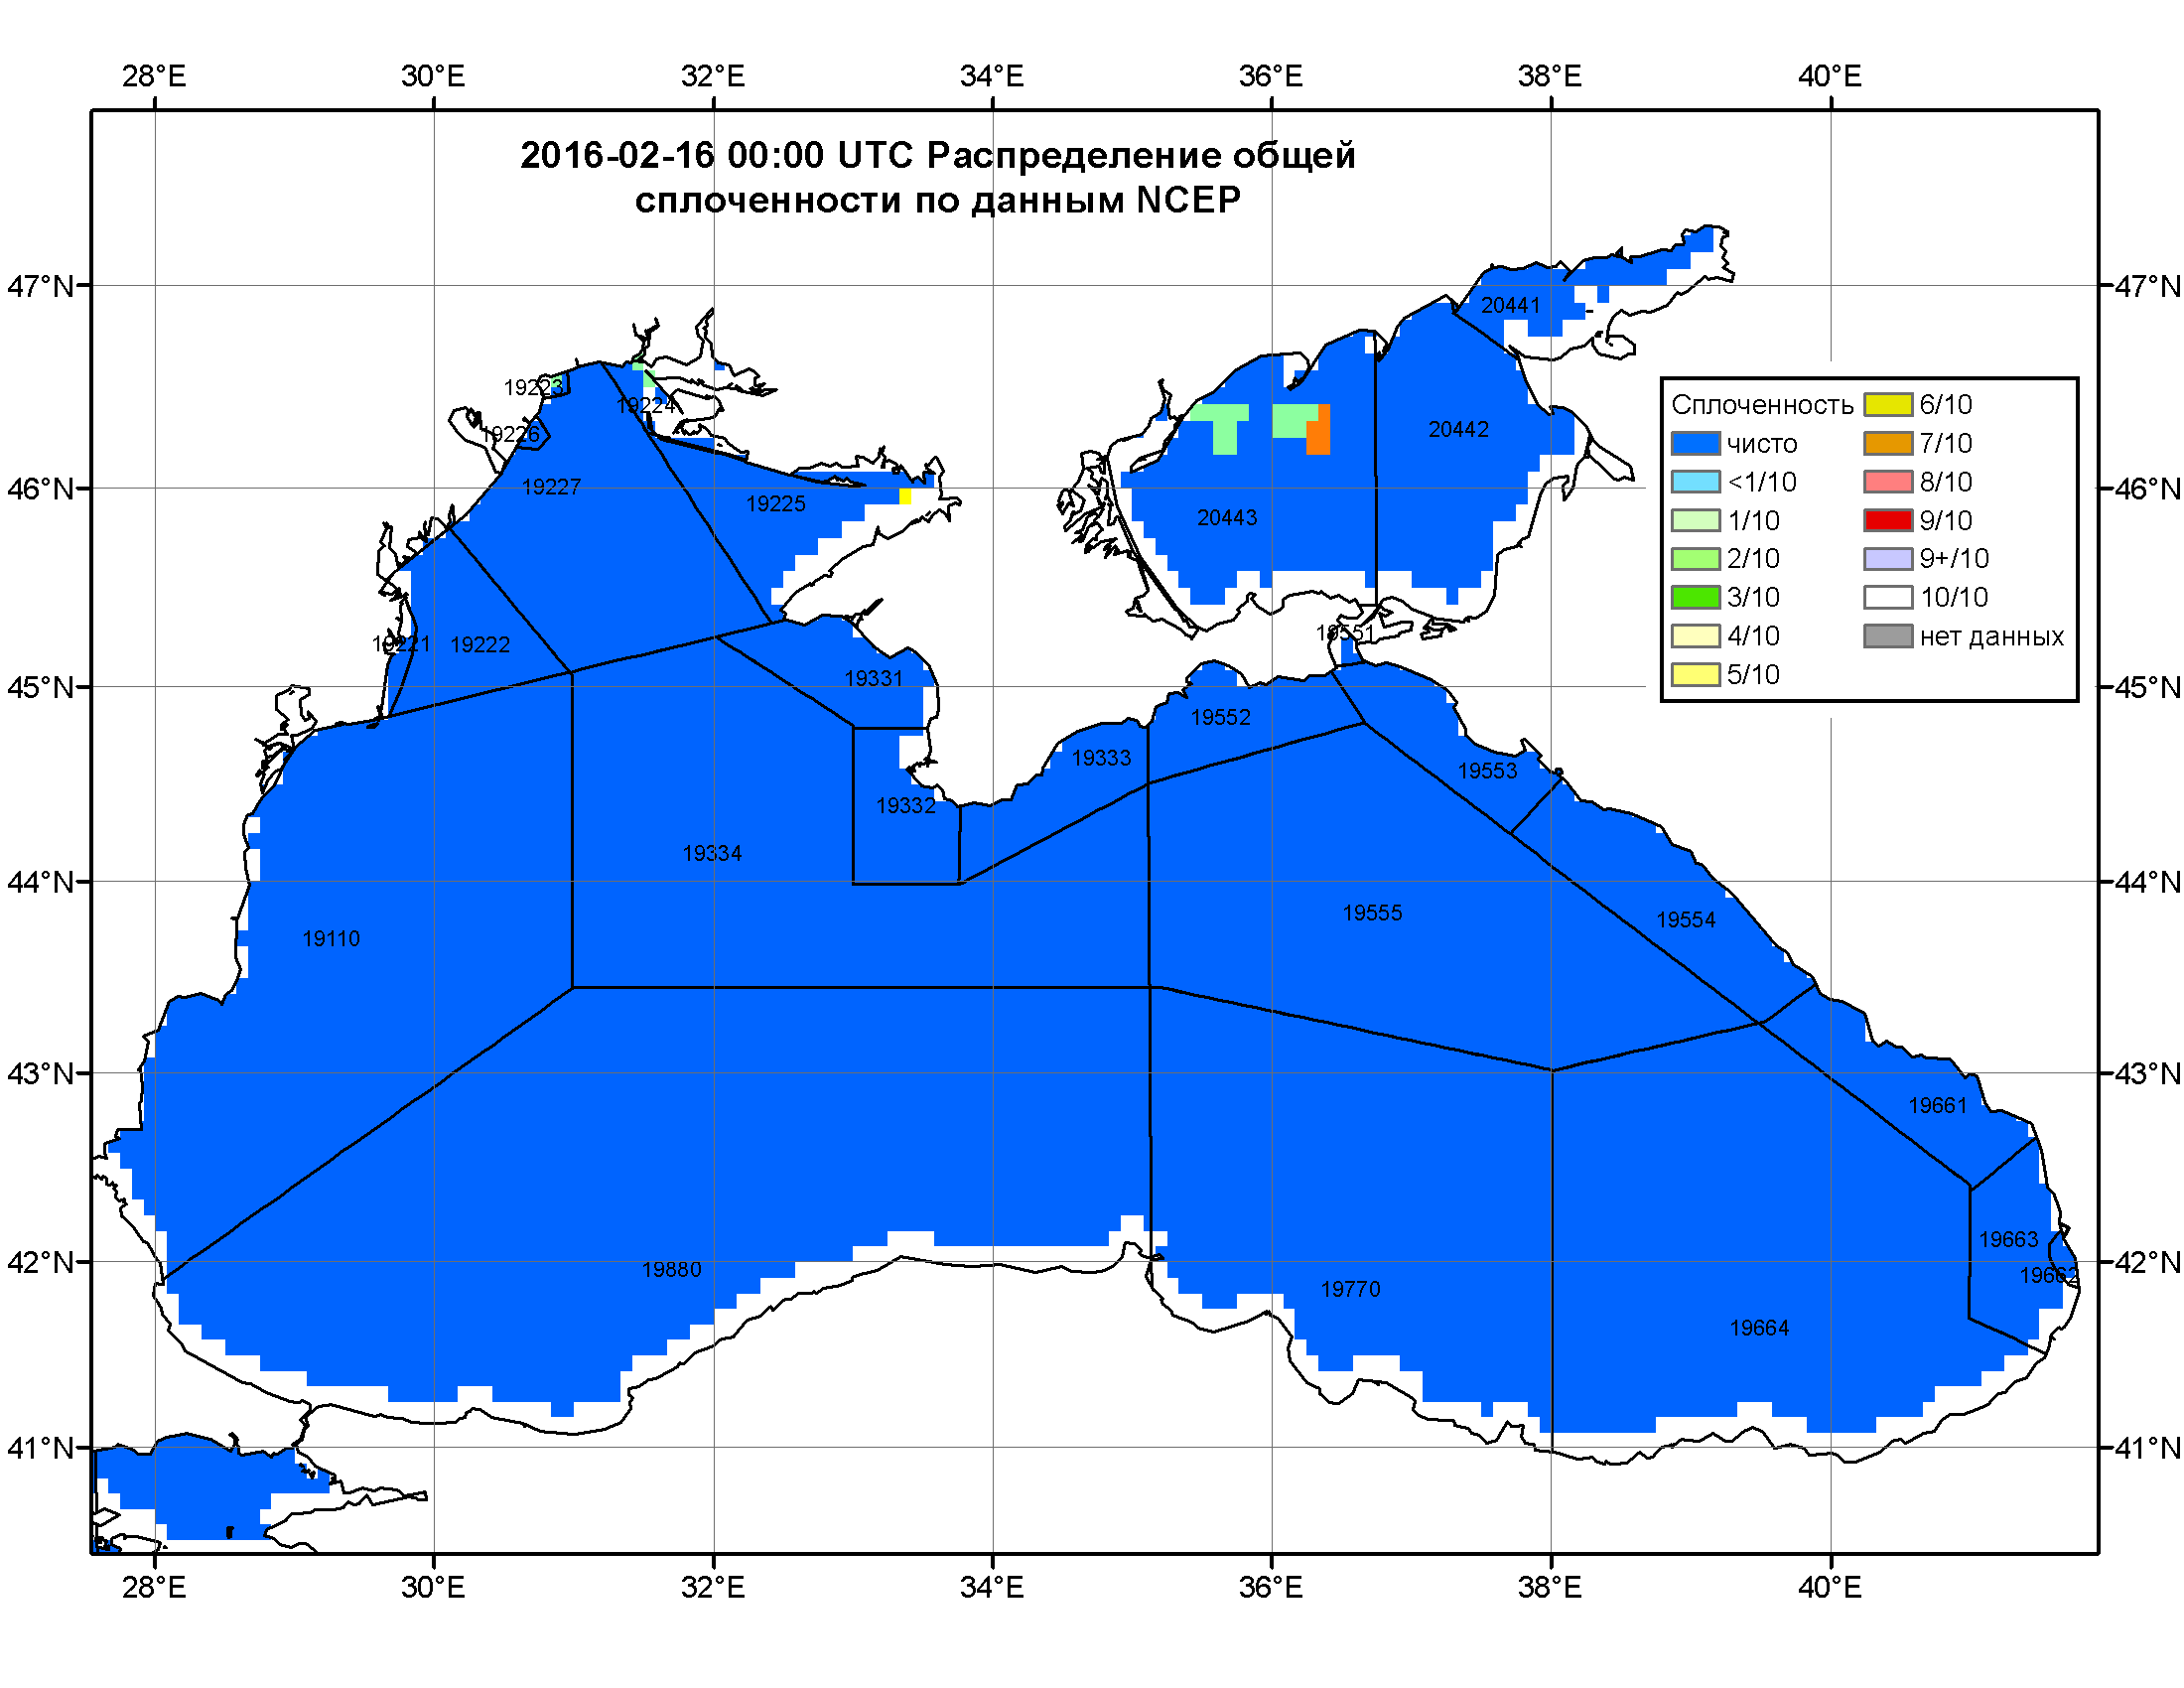 28°E 30°E 32°E 34°E 36°E 38°E 40°E
2016-02-16 00:00 UTC Распределение общей
сплоченности по данным NCEP
47°N 47°N
46°N 46°N
45°N 45°N
44°N 44°N
43°N 43°N
42°N 42°N
41°N 41°N
20441
19223
19224
19226
20442
19227
19225
20443
19551
19221
19222
19331
19552
19333
19553
19332
19334
19555
19554
19110
19661
19663
19880
19662
19770
19664
Сплоченность
чисто
<1/10
1/10
2/10
3/10
4/10
5/10
6/10
7/10
8/10
9/10
9+/10
10/10
нет данных
28°E 30°E 32°E 34°E 36°E 38°E 40°E